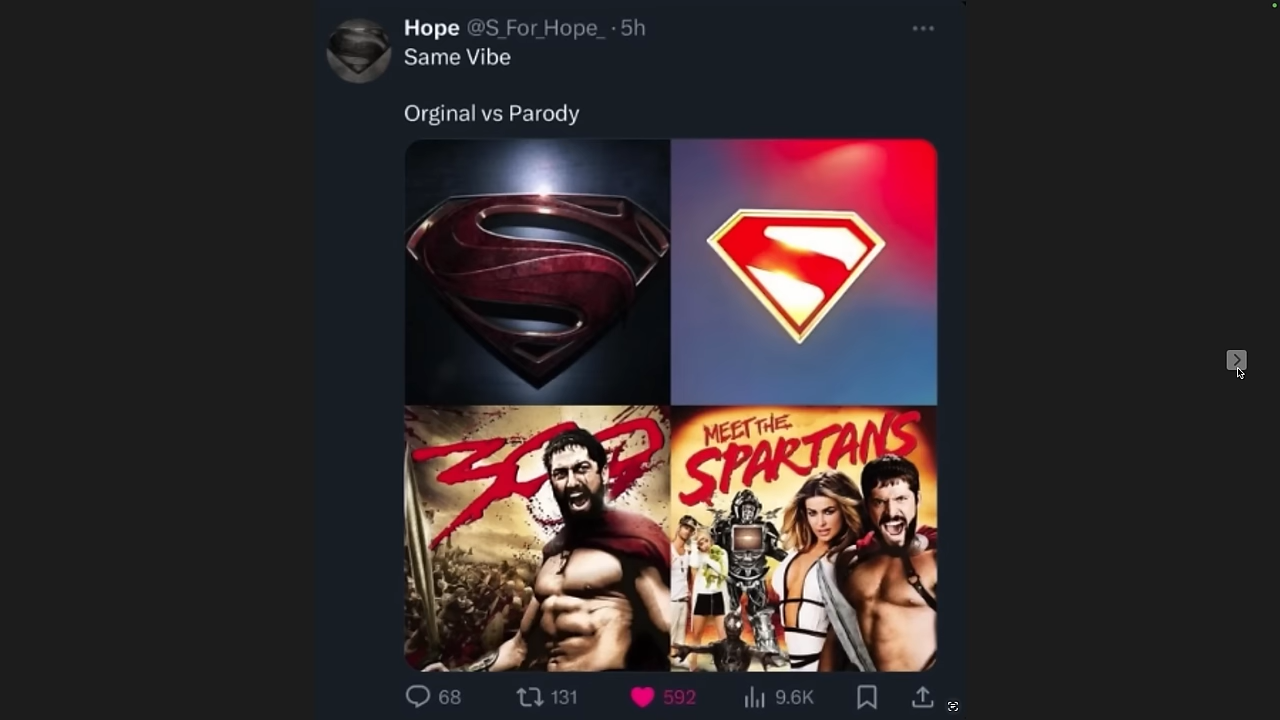 Hope @S_For_Hope_ · 5h
Same Vibe
Orginal vs Parody
300
MEET THE
SPARTANS
68 131 592 9.6K